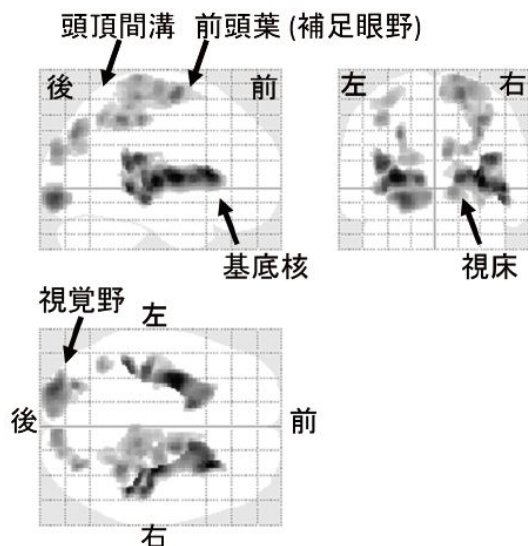 頭頂間溝 前頭葉 (補足眼野)
後 前
左 右
基底核
視床
視覚野
左
後 前
右